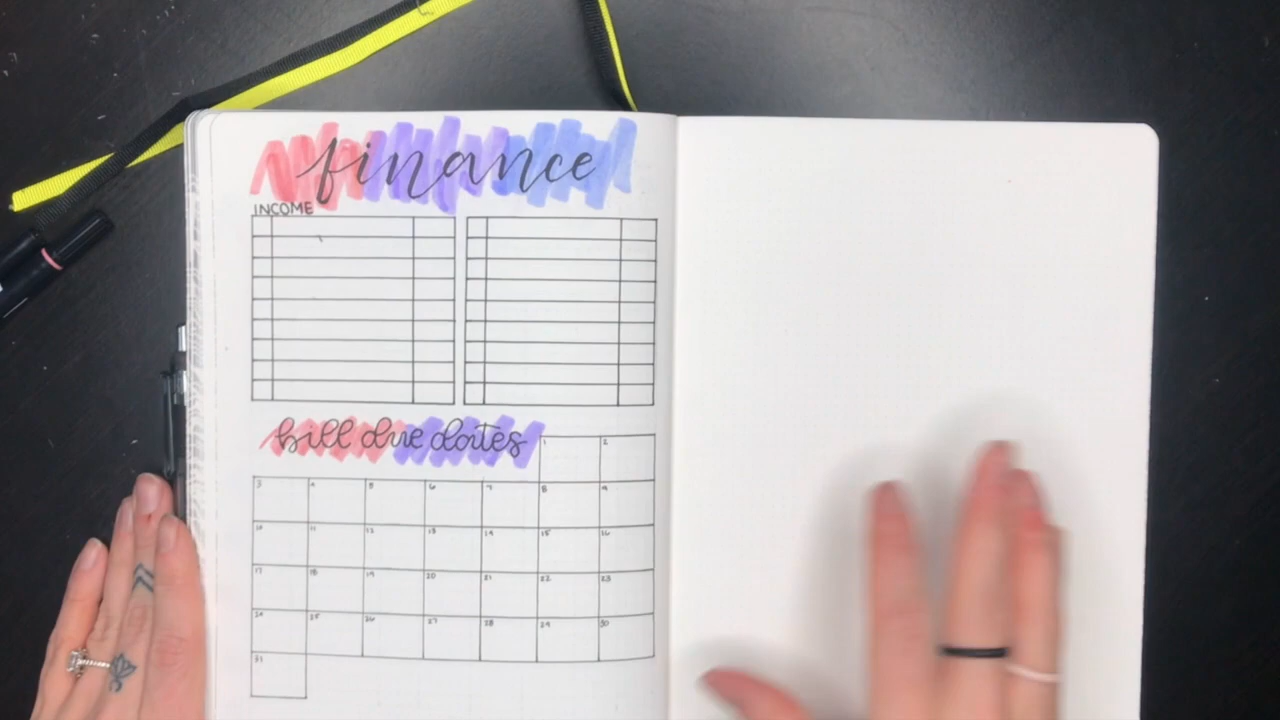 finance
INCOME
bill due dates
1 2
3 4 5 6 7 8 9
10 11 12 13 14 15 16
17 18 19 20 21 22 23
24 25 26 27 28 29 30
31